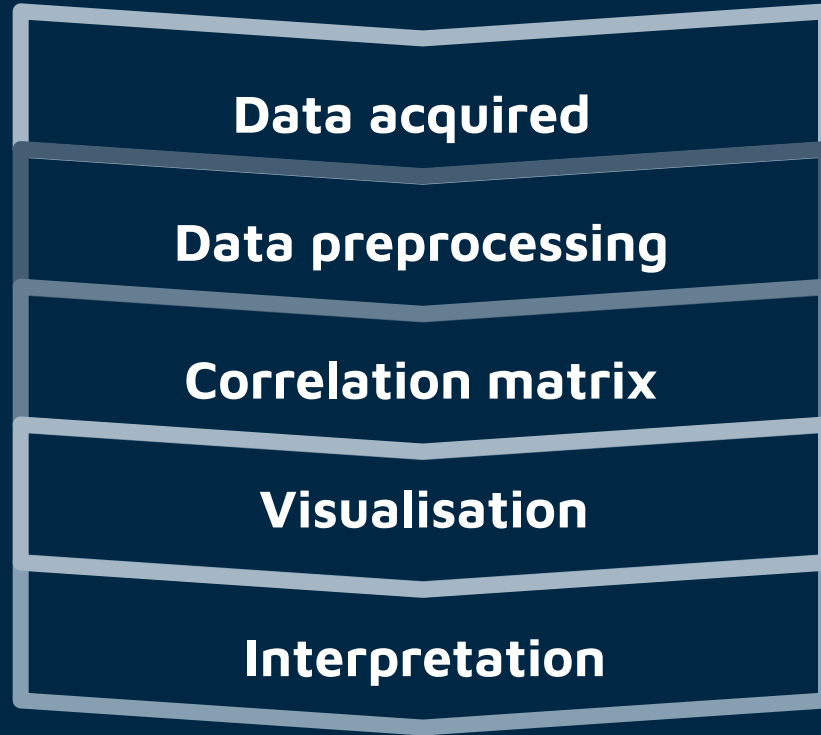 Data acquired
Data preprocessing
Correlation matrix
Visualisation
Interpretation